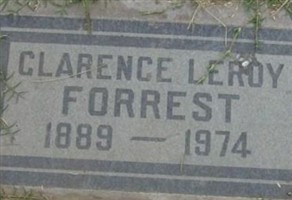 CLARENCE LEROY
FORREST
1889 — 1974